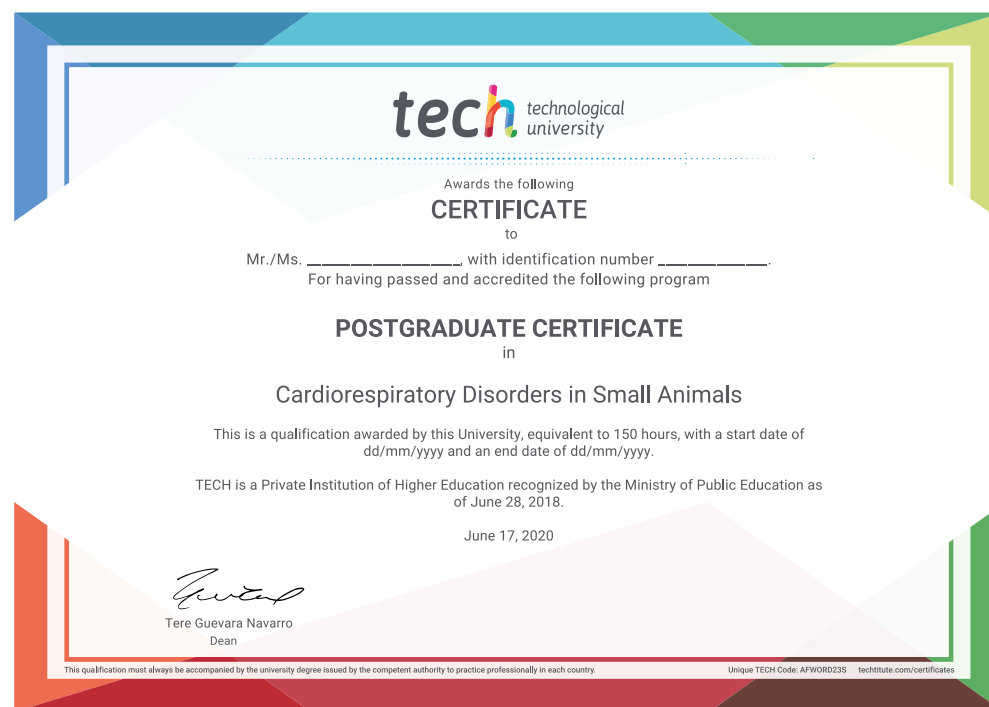 tech technological
university
Awards the following
CERTIFICATE
to
Mr./Ms. ____________________, with identification number ______________.
For having passed and accredited the following program
POSTGRADUATE CERTIFICATE
in
Cardiorespiratory Disorders in Small Animals
This is a qualification awarded by this University, equivalent to 150 hours, with a start date of
dd/mm/yyyy and an end date of dd/mm/yyyy.
TECH is a Private Institution of Higher Education recognized by the Ministry of Public Education as
of June 28, 2018.
June 17, 2020
Tere Guevara Navarro
Dean
This qualification must always be accompanied by the university degree issued by the competent authority to practice professionally in each country. Unique TECH Code: AFWORD23S techtitute.com/certificates